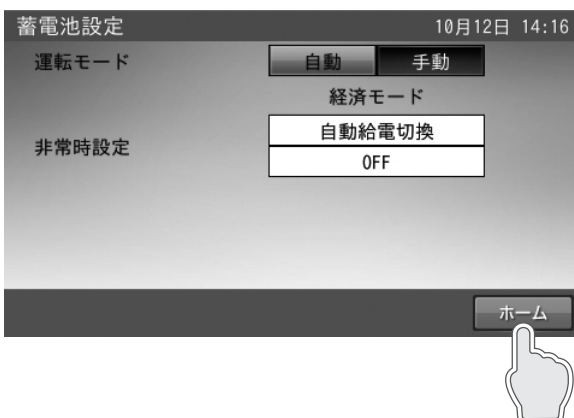 蓄電池設定 10月12日 14:16
運転モード 自動 手動
経済モード
非常時設定 自動給電切換
OFF
ホーム